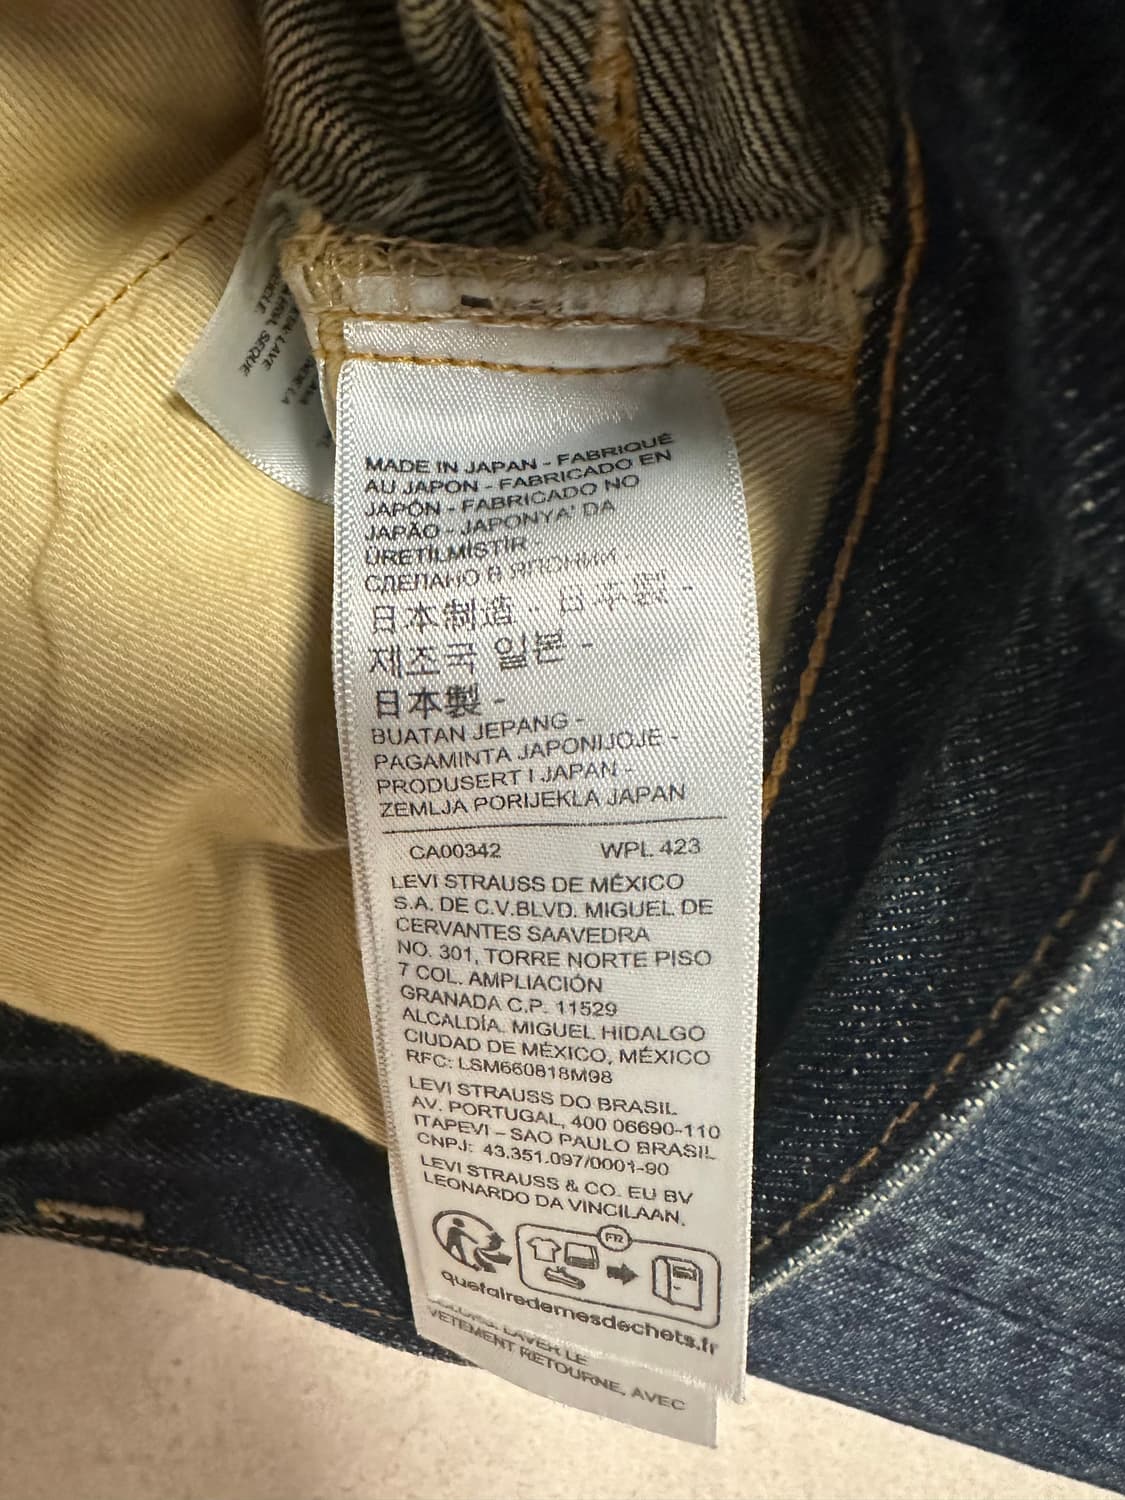 MADE IN JAPAN - FABRIQUÉ
AU JAPON - FABRICADO EN
JAPÓN - FABRICADO NO
JAPÃO - JAPONYA' DA
ÜRETİLMİSTİR -
СДЕЛАНО В ЯПОНИИ -
日本制造 - 日本製 -
제조국 일본 -
日本製 -
BUATAN JEPANG -
PAGAMINTA JAPONIJOJE -
PRODUSERT I JAPAN -
ZEMLJA PORIJEKLA JAPAN
CA00342 WPL 423
LEVI STRAUSS DE MÉXICO
S.A. DE C.V.BLVD. MIGUEL DE
CERVANTES SAAVEDRA
NO. 301, TORRE NORTE PISO
7 COL. AMPLIACIÓN
GRANADA C.P. 11529
ALCALDÍA. MIGUEL HIDALGO
CIUDAD DE MÉXICO, MÉXICO
RFC: LSM660818M98
LEVI STRAUSS DO BRASIL
AV. PORTUGAL, 400 06690-110
ITAPEVI – SAO PAULO BRASIL
CNPJ: 43.351.097/0001-90
LEVI STRAUSS & CO. EU BV
LEONARDO DA VINCILAAN,
FR
quefairedemesdechets.fr
LAVER LE
VETEMENT RETOURNE, AVEC
LAVE
SEQUE